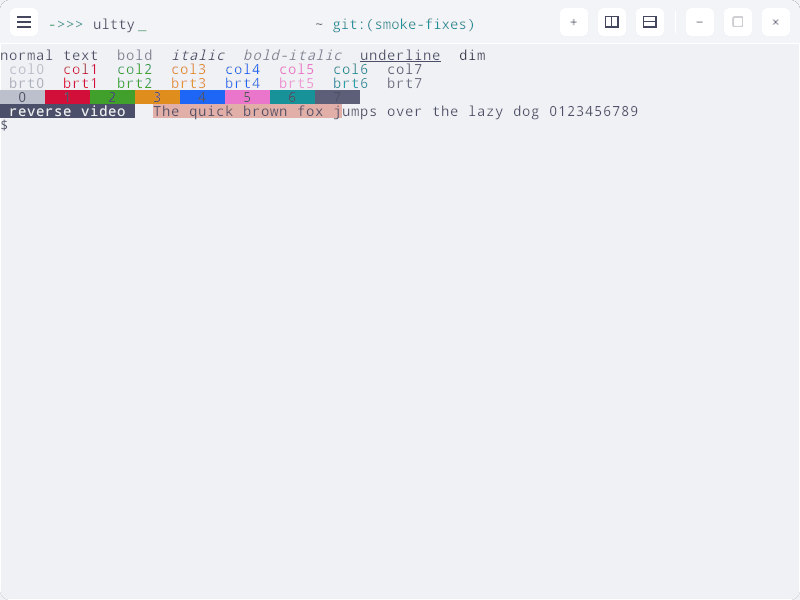 ->>> ultty_ ~ git:(smoke-fixes) + − □ ×
normal text bold italic bold-italic underline dim
col0 col1 col2 col3 col4 col5 col6 col7
brt0 brt1 brt2 brt3 brt4 brt5 brt6 brt7
0 2 3 4 5 6 7
reverse video The quick brown fox jumps over the lazy dog 0123456789
$